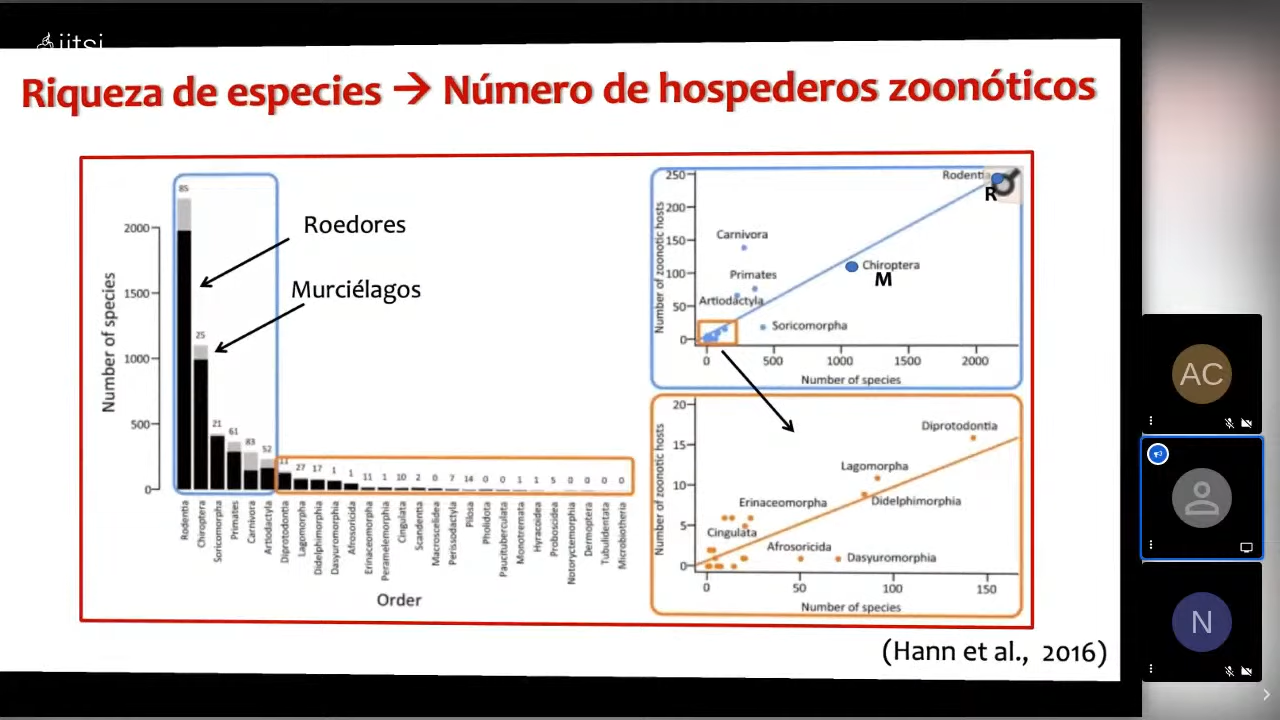 jitsi
Riqueza de especies → Número de hospederos zoonóticos
Roedores
Murciélagos
Number of species
2000
1500
1000
500
0
85
25
21
61
83
52
11
27
17
1
1
11
1
10
2
0
7
14
0
0
1
1
5
0
0
0
0
Rodentia
Chiroptera
Soricomorpha
Primates
Carnivora
Artiodactyla
Diprotodontia
Lagomorpha
Didelphimorphia
Dasyuromorphia
Afrosoricida
Erinaceomorpha
Peramelemorphia
Cingulata
Scandentia
Macroscelidea
Perissodactyla
Pilosa
Pholidota
Paucituberculata
Monotremata
Hyracoidea
Proboscidea
Notoryctemorphia
Dermoptera
Tubulidentata
Microbiotheria
Order
Number of zoonotic hosts
250
200
150
100
50
0
Rodentia
R
Carnivora
Chiroptera
M
Primates
Artiodactyla
Soricomorpha
0
500
1000
1500
2000
Number of species
Number of zoonotic hosts
20
15
10
5
0
Diprotodontia
Lagomorpha
Didelphimorphia
Erinaceomorpha
Cingulata
Afrosoricida
Dasyuromorphia
0
50
100
150
Number of species
(Hann et al., 2016)
AC
N